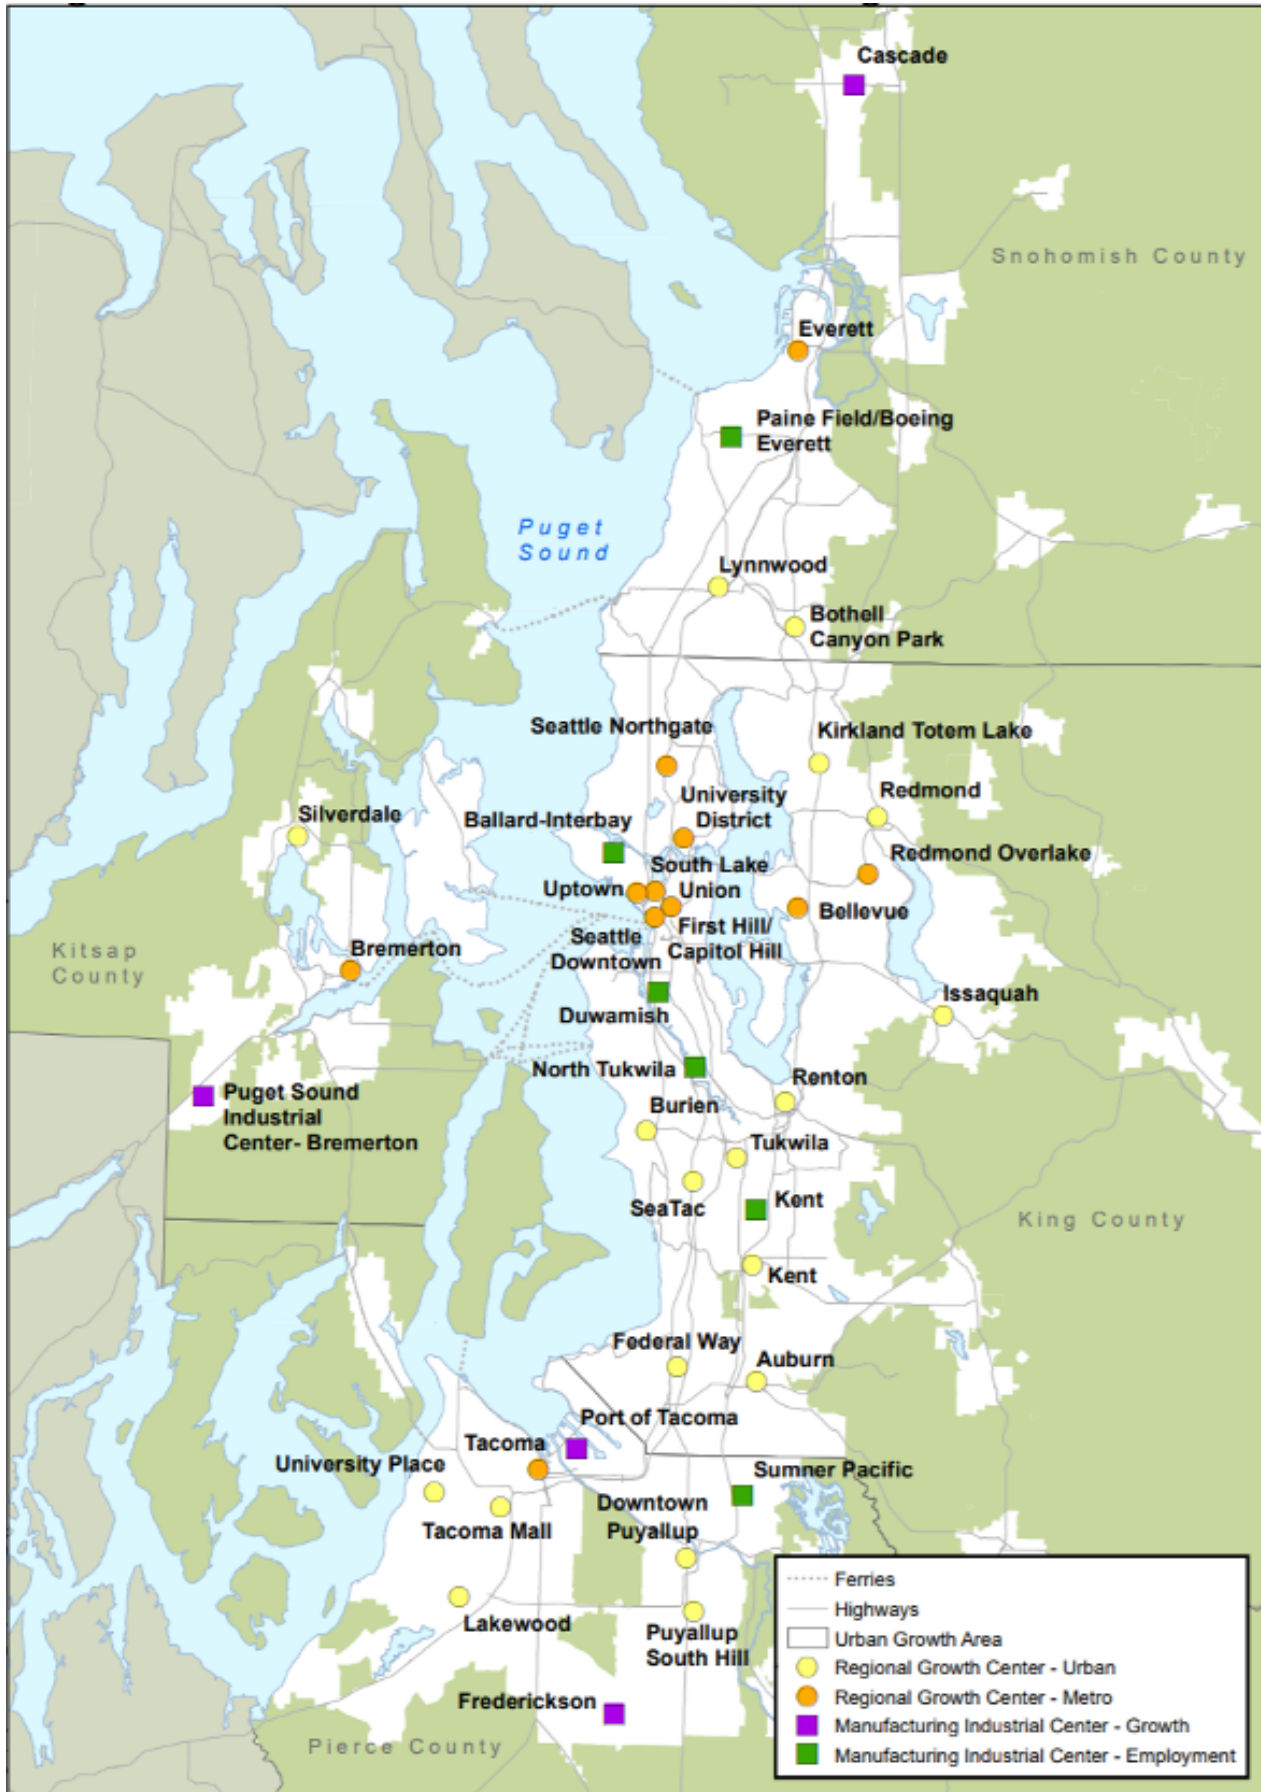 Cascade
Snohomish County
Everett
Paine Field/Boeing
Everett
Puget
Sound
Lynnwood
Bothell
Canyon Park
Seattle Northgate
Kirkland Totem Lake
University
District
Redmond
Silverdale
Ballard-Interbay
Redmond Overlake
South Lake
Union
Uptown
Bellevue
First Hill/
Capitol Hill
Seattle
Downtown
Kitsap
County
Bremerton
Issaquah
Duwamish
North Tukwila
Renton
Puget Sound
Industrial
Center- Bremerton
Burien
Tukwila
SeaTac
Kent
King County
Kent
Federal Way
Auburn
Port of Tacoma
Tacoma
University Place
Sumner Pacific
Tacoma Mall
Downtown
Puyallup
Lakewood
Puyallup
South Hill
Frederickson
Pierce County
Ferries
Highways
Urban Growth Area
Regional Growth Center - Urban
Regional Growth Center - Metro
Manufacturing Industrial Center - Growth
Manufacturing Industrial Center - Employment